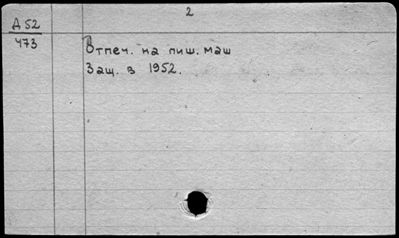 2
Д 52
473
Отпеч. на пиш. маш
Защ. в 1952.